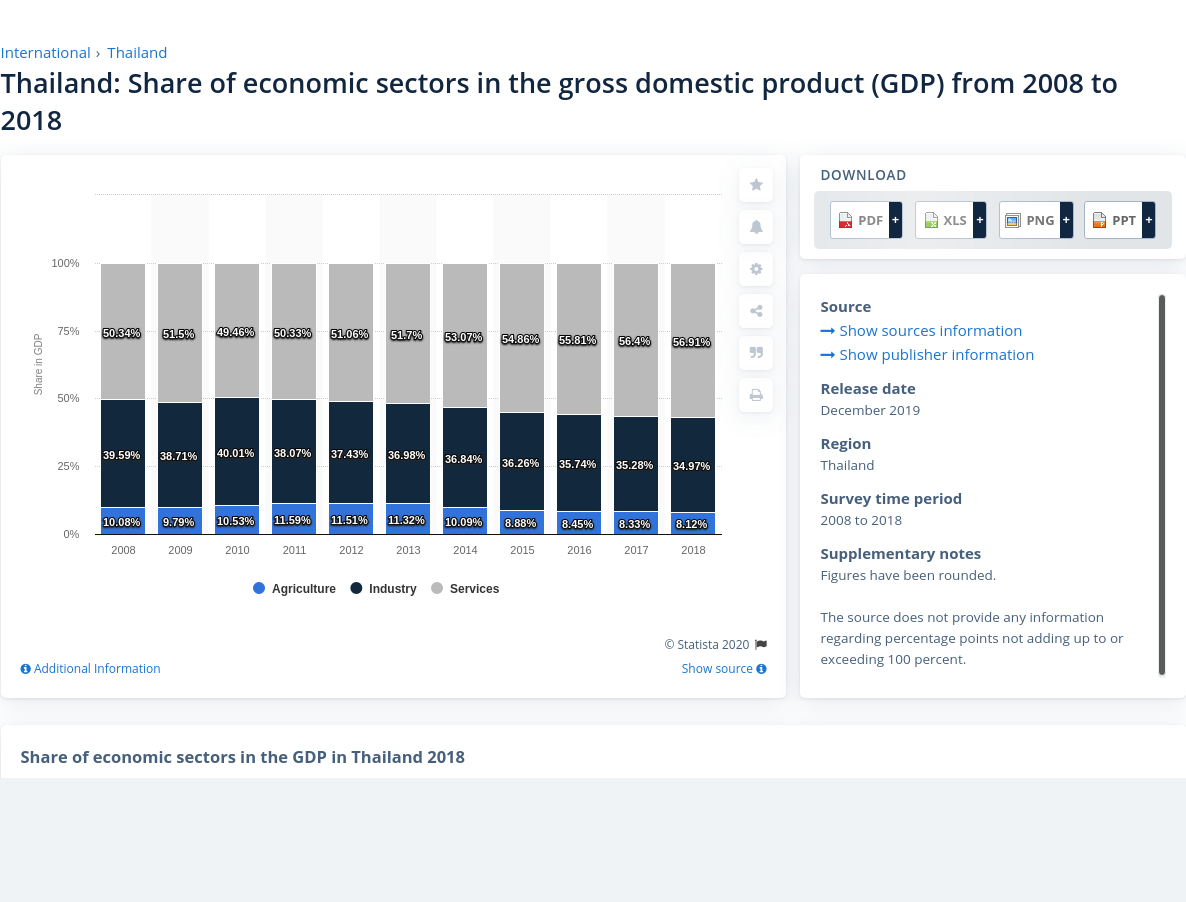 International › Thailand
Thailand: Share of economic sectors in the gross domestic product (GDP) from 2008 to
2018
DOWNLOAD
PDF +
XLS +
PNG +
PPT +
Share in GDP
100%
75%
50%
25%
0%
50.34% 51.5% 49.46% 50.33% 51.06% 51.7% 53.07% 54.86% 55.81% 56.4% 56.91%
39.59% 38.71% 40.01% 38.07% 37.43% 36.98% 36.84% 36.26% 35.74% 35.28% 34.97%
10.08% 9.79% 10.53% 11.59% 11.51% 11.32% 10.09% 8.88% 8.45% 8.33% 8.12%
2008 2009 2010 2011 2012 2013 2014 2015 2016 2017 2018
Agriculture Industry Services
© Statista 2020
Additional Information
Show source
Source
Show sources information
Show publisher information
Release date
December 2019
Region
Thailand
Survey time period
2008 to 2018
Supplementary notes
Figures have been rounded.
The source does not provide any information
regarding percentage points not adding up to or
exceeding 100 percent.
Share of economic sectors in the GDP in Thailand 2018